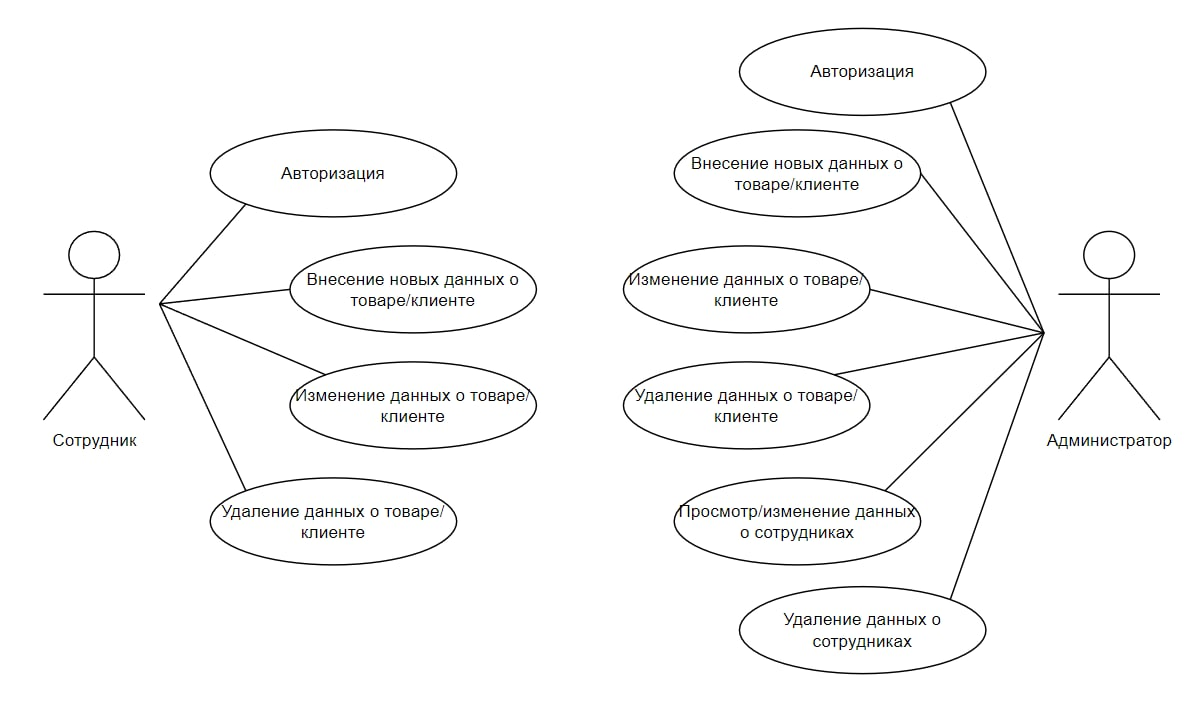 Авторизация
Внесение новых данных о
товаре/клиенте
Изменение данных о товаре/
клиенте
Удаление данных о товаре/
клиенте
Сотрудник
Авторизация
Внесение новых данных о
товаре/клиенте
Изменение данных о товаре/
клиенте
Удаление данных о товаре/
клиенте
Просмотр/изменение данных
о сотрудниках
Удаление данных о
сотрудниках
Администратор